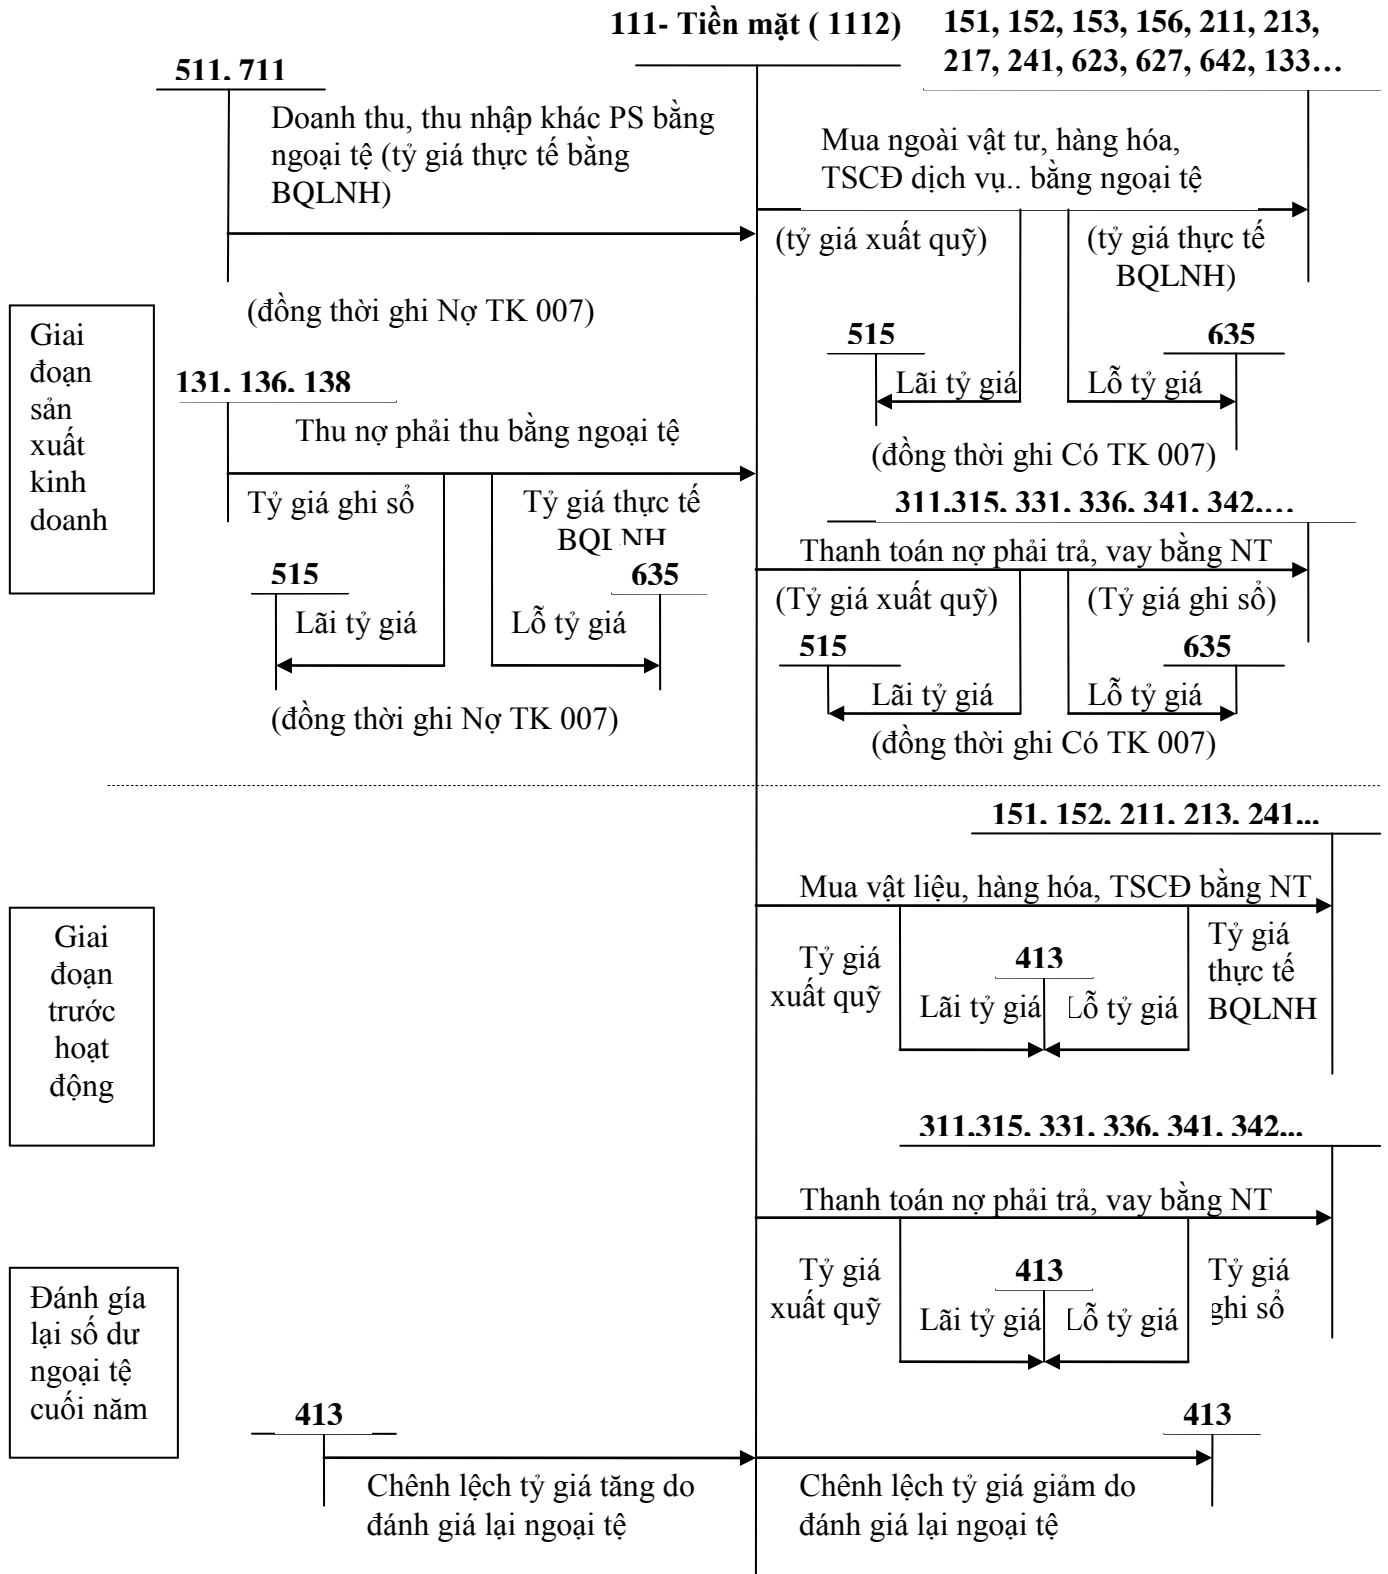 111- Tiền mặt ( 1112)
151, 152, 153, 156, 211, 213,
217, 241, 623, 627, 642, 133…
511, 711
Doanh thu, thu nhập khác PS bằng
ngoại tệ (tỷ giá thực tế bằng
BQLNH)
(đồng thời ghi Nợ TK 007)
Mua ngoài vật tư, hàng hóa,
TSCĐ dịch vụ.. bằng ngoại tệ
(tỷ giá xuất quỹ)
(tỷ giá thực tế
BQLNH)
515
635
Lãi tỷ giá
Lỗ tỷ giá
(đồng thời ghi Có TK 007)
Giai
đoạn
sản
xuất
kinh
doanh
131, 136, 138
Thu nợ phải thu bằng ngoại tệ
Tỷ giá ghi sổ
Tỷ giá thực tế
BQLNH
515
635
Lãi tỷ giá
Lỗ tỷ giá
(đồng thời ghi Nợ TK 007)
311,315, 331, 336, 341, 342,…
Thanh toán nợ phải trả, vay bằng NT
(Tỷ giá xuất quỹ)
(Tỷ giá ghi sổ)
515
635
Lãi tỷ giá
Lỗ tỷ giá
(đồng thời ghi Có TK 007)
Giai
đoạn
trước
hoạt
động
151, 152, 211, 213, 241...
Mua vật liệu, hàng hóa, TSCĐ bằng NT
Tỷ giá
xuất quỹ
413
Lãi tỷ giá
Lỗ tỷ giá
Tỷ giá
thực tế
BQLNH
311,315, 331, 336, 341, 342...
Thanh toán nợ phải trả, vay bằng NT
Tỷ giá
xuất quỹ
413
Lãi tỷ giá
Lỗ tỷ giá
Tỷ giá
ghi sổ
Đánh gía
lại số dư
ngoại tệ
cuối năm
413
Chênh lệch tỷ giá tăng do
đánh giá lại ngoại tệ
413
Chênh lệch tỷ giá giảm do
đánh giá lại ngoại tệ